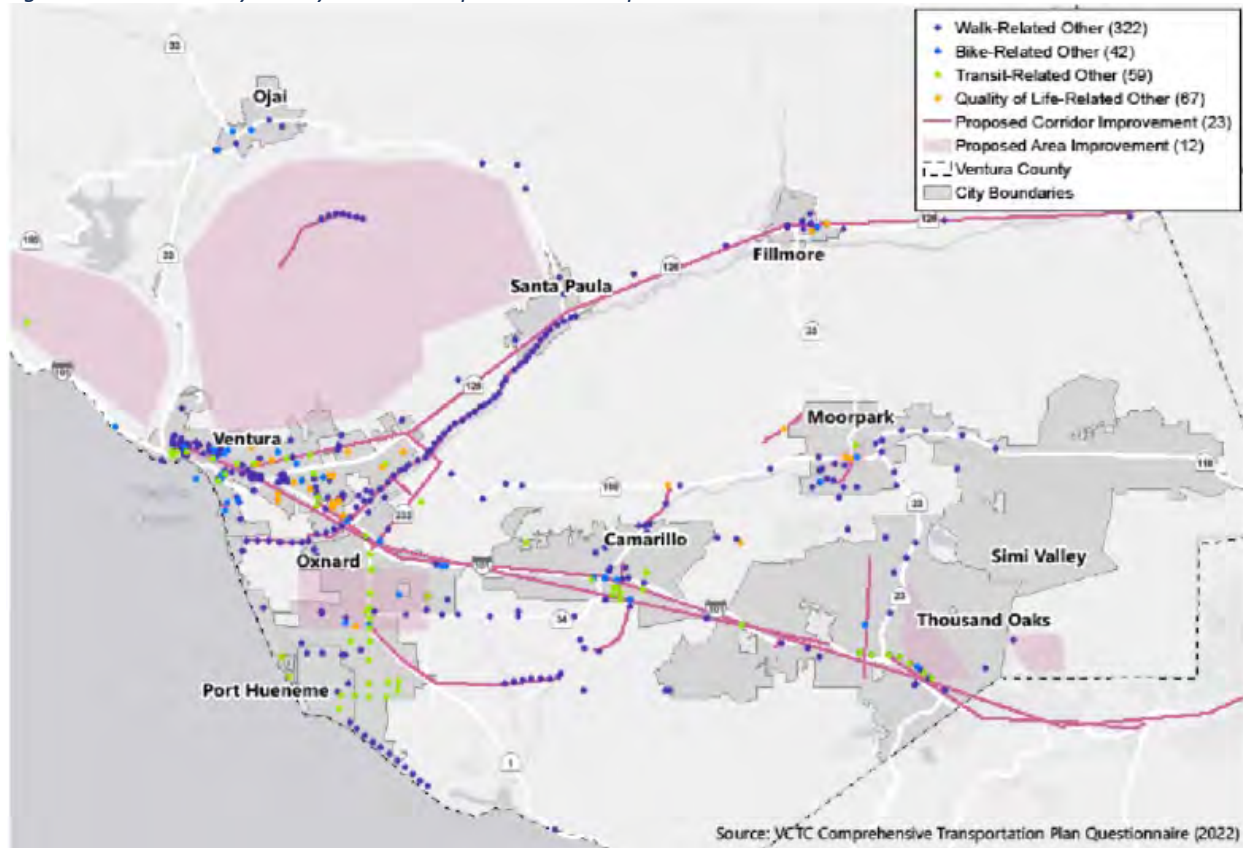 Walk-Related Other (322)
Bike-Related Other (42)
Transit-Related Other (59)
Quality of Life-Related Other (67)
Proposed Corridor Improvement (23)
Proposed Area Improvement (12)
Ventura County
City Boundaries
33
Ojai
126
Fillmore
33
Santa Paula
126
101
126
Moorpark
Ventura
118
23
232
Camarillo
Simi Valley
Oxnard
101
101
23
34
Thousand Oaks
Port Hueneme
1
Source: VCTC Comprehensive Transportation Plan Questionnaire (2022)